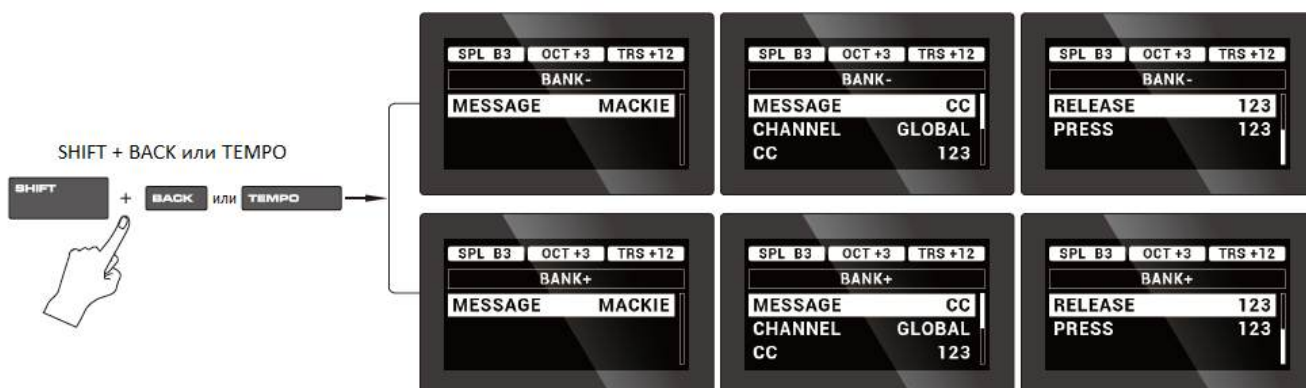 SHIFT + BACK или TEMPO
SHIFT + BACK или TEMPO
SPL B3 OCT +3 TRS +12
BANK-
MESSAGE MACKIE
SPL B3 OCT +3 TRS +12
BANK-
MESSAGE CC
CHANNEL GLOBAL
CC 123
SPL B3 OCT +3 TRS +12
BANK-
RELEASE 123
PRESS 123
SPL B3 OCT +3 TRS +12
BANK+
MESSAGE MACKIE
SPL B3 OCT +3 TRS +12
BANK+
MESSAGE CC
CHANNEL GLOBAL
CC 123
SPL B3 OCT +3 TRS +12
BANK+
RELEASE 123
PRESS 123